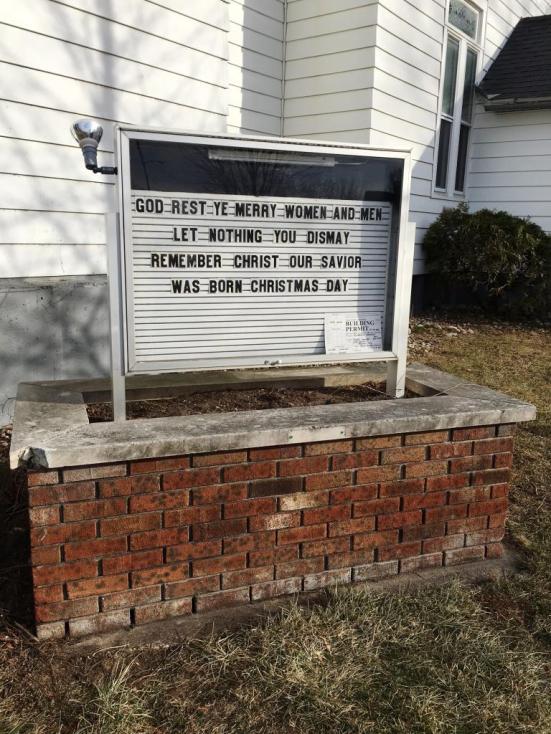 GOD REST YE MERRY WOMEN AND MEN
LET NOTHING YOU DISMAY
REMEMBER CHRIST OUR SAVIOR
WAS BORN CHRISTMAS DAY
BUILDING
PERMIT